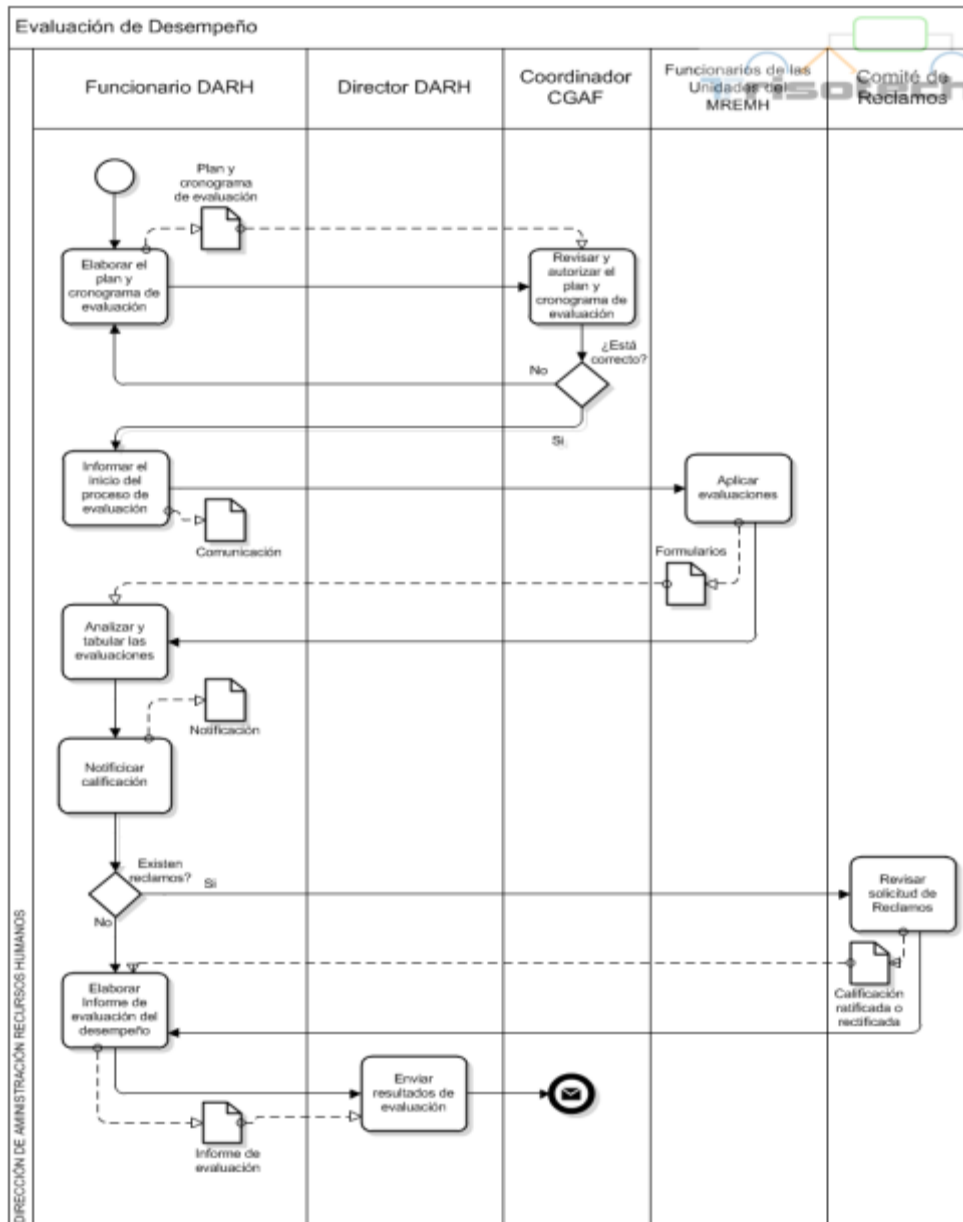 Evaluación de Desempeño
Funcionario DARH
Director DARH
Coordinador
CGAF
Funcionarios de las
Unidades del
MREMH
Comité de
Reclamos
Trisotech
Plan y
cronograma
de evaluación
Elaborar el
plan y
cronograma de
evaluación
Revisar y
autorizar el
plan y
cronograma de
evaluación
¿Está
correcto?
No
Si
Informar el
inicio del
proceso de
evaluación
Comunicación
Aplicar
evaluaciones
Formularios
Analizar y
tabular las
evaluaciones
Notificación
Notificicar
calificación
Existen
reclamos?
Si
No
Revisar
solicitud de
Reclamos
Calificación
ratificada o
rectificada
Elaborar
Informe de
evaluación del
desempeño
Enviar
resultados de
evaluación
Informe de
evaluación
DIRECCIÓN DE AMINISTRACIÓN RECURSOS HUMANOS